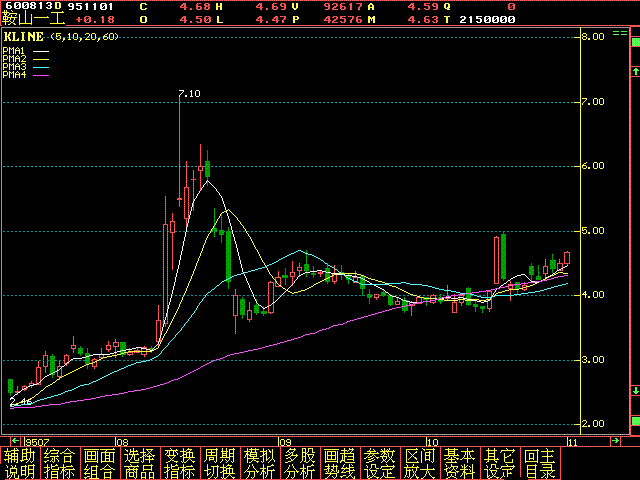 600813D 951101 C 4.68 H 4.69 V 92617 A 4.59 Q 0
鞍山一工 +0.18 O 4.50 L 4.47 P 42576 M 4.63 T 2150000
KLINE (5,10,20,60)
PMA1
PMA2
PMA3
PMA4
8.00
7.10
7.00
6.00
5.00
4.00
3.00
2.46
2.00
9507 08 09 10 11
辅助说明 综合指标 画面组合 选择商品 变换指标 周期切换 模拟分析 多股分析 画趋势线 参数设定 区间放大 基本资料 其它设定 回主目录